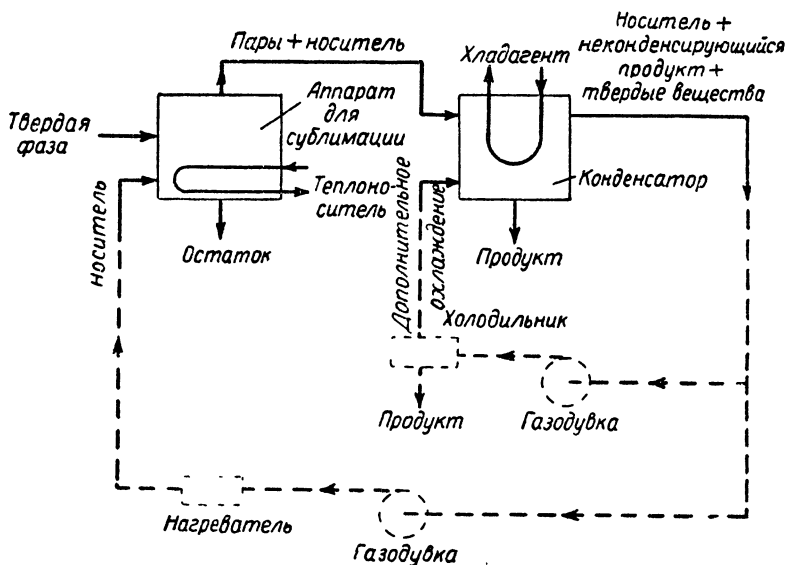 Пары + носитель
Носитель +
неконденсирующийся
продукт +
твердые вещества
Хладагент
Твердая
фаза
Аппарат
для
сублимации
Теплоно-
ситель
Конденсатор
Остаток
Продукт
носитель
Дополнительное
охлаждение
Холодильник
Продукт
Газодувка
Нагреватель
Газодувка